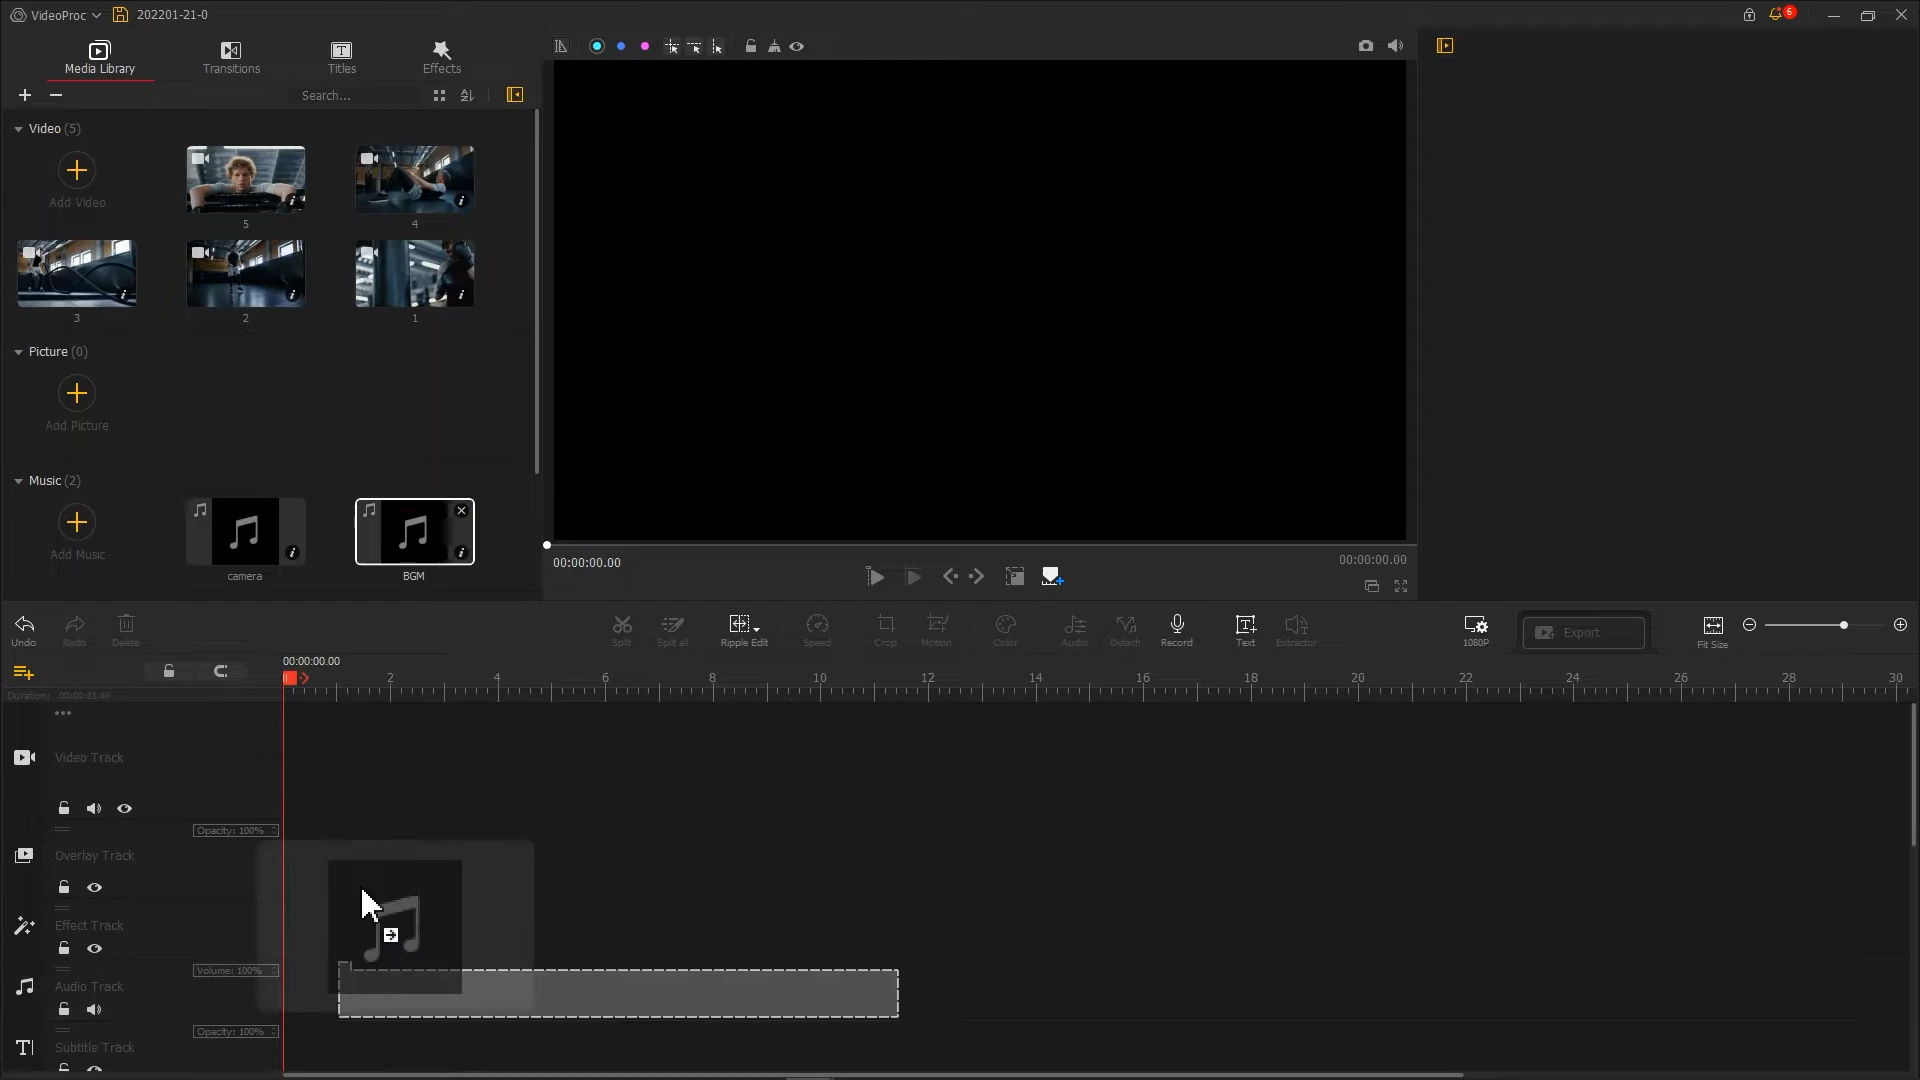 VideoProc
202201-21-0
6
Media Library
Transitions
Titles
Effects
Search...
Video (5)
Add Video
5
4
3
2
1
Picture (0)
Add Picture
Music (2)
Add Music
camera
BGM
00:00:00.00
00:00:00.00
Undo
Redo
Delete
Split
Split all
Ripple Edit
Speed
Crop
Motion
Color
Audio
Detach
Record
Text
Extractor
1080P
Export
Fit Size
00:00:00.00
2 4 6 8 10 12 14 16 18 20 22 24 26 28 30
Video Track
Opacity: 100%
Overlay Track
Effect Track
Volume: 100%
Audio Track
Opacity: 100%
Subtitle Track